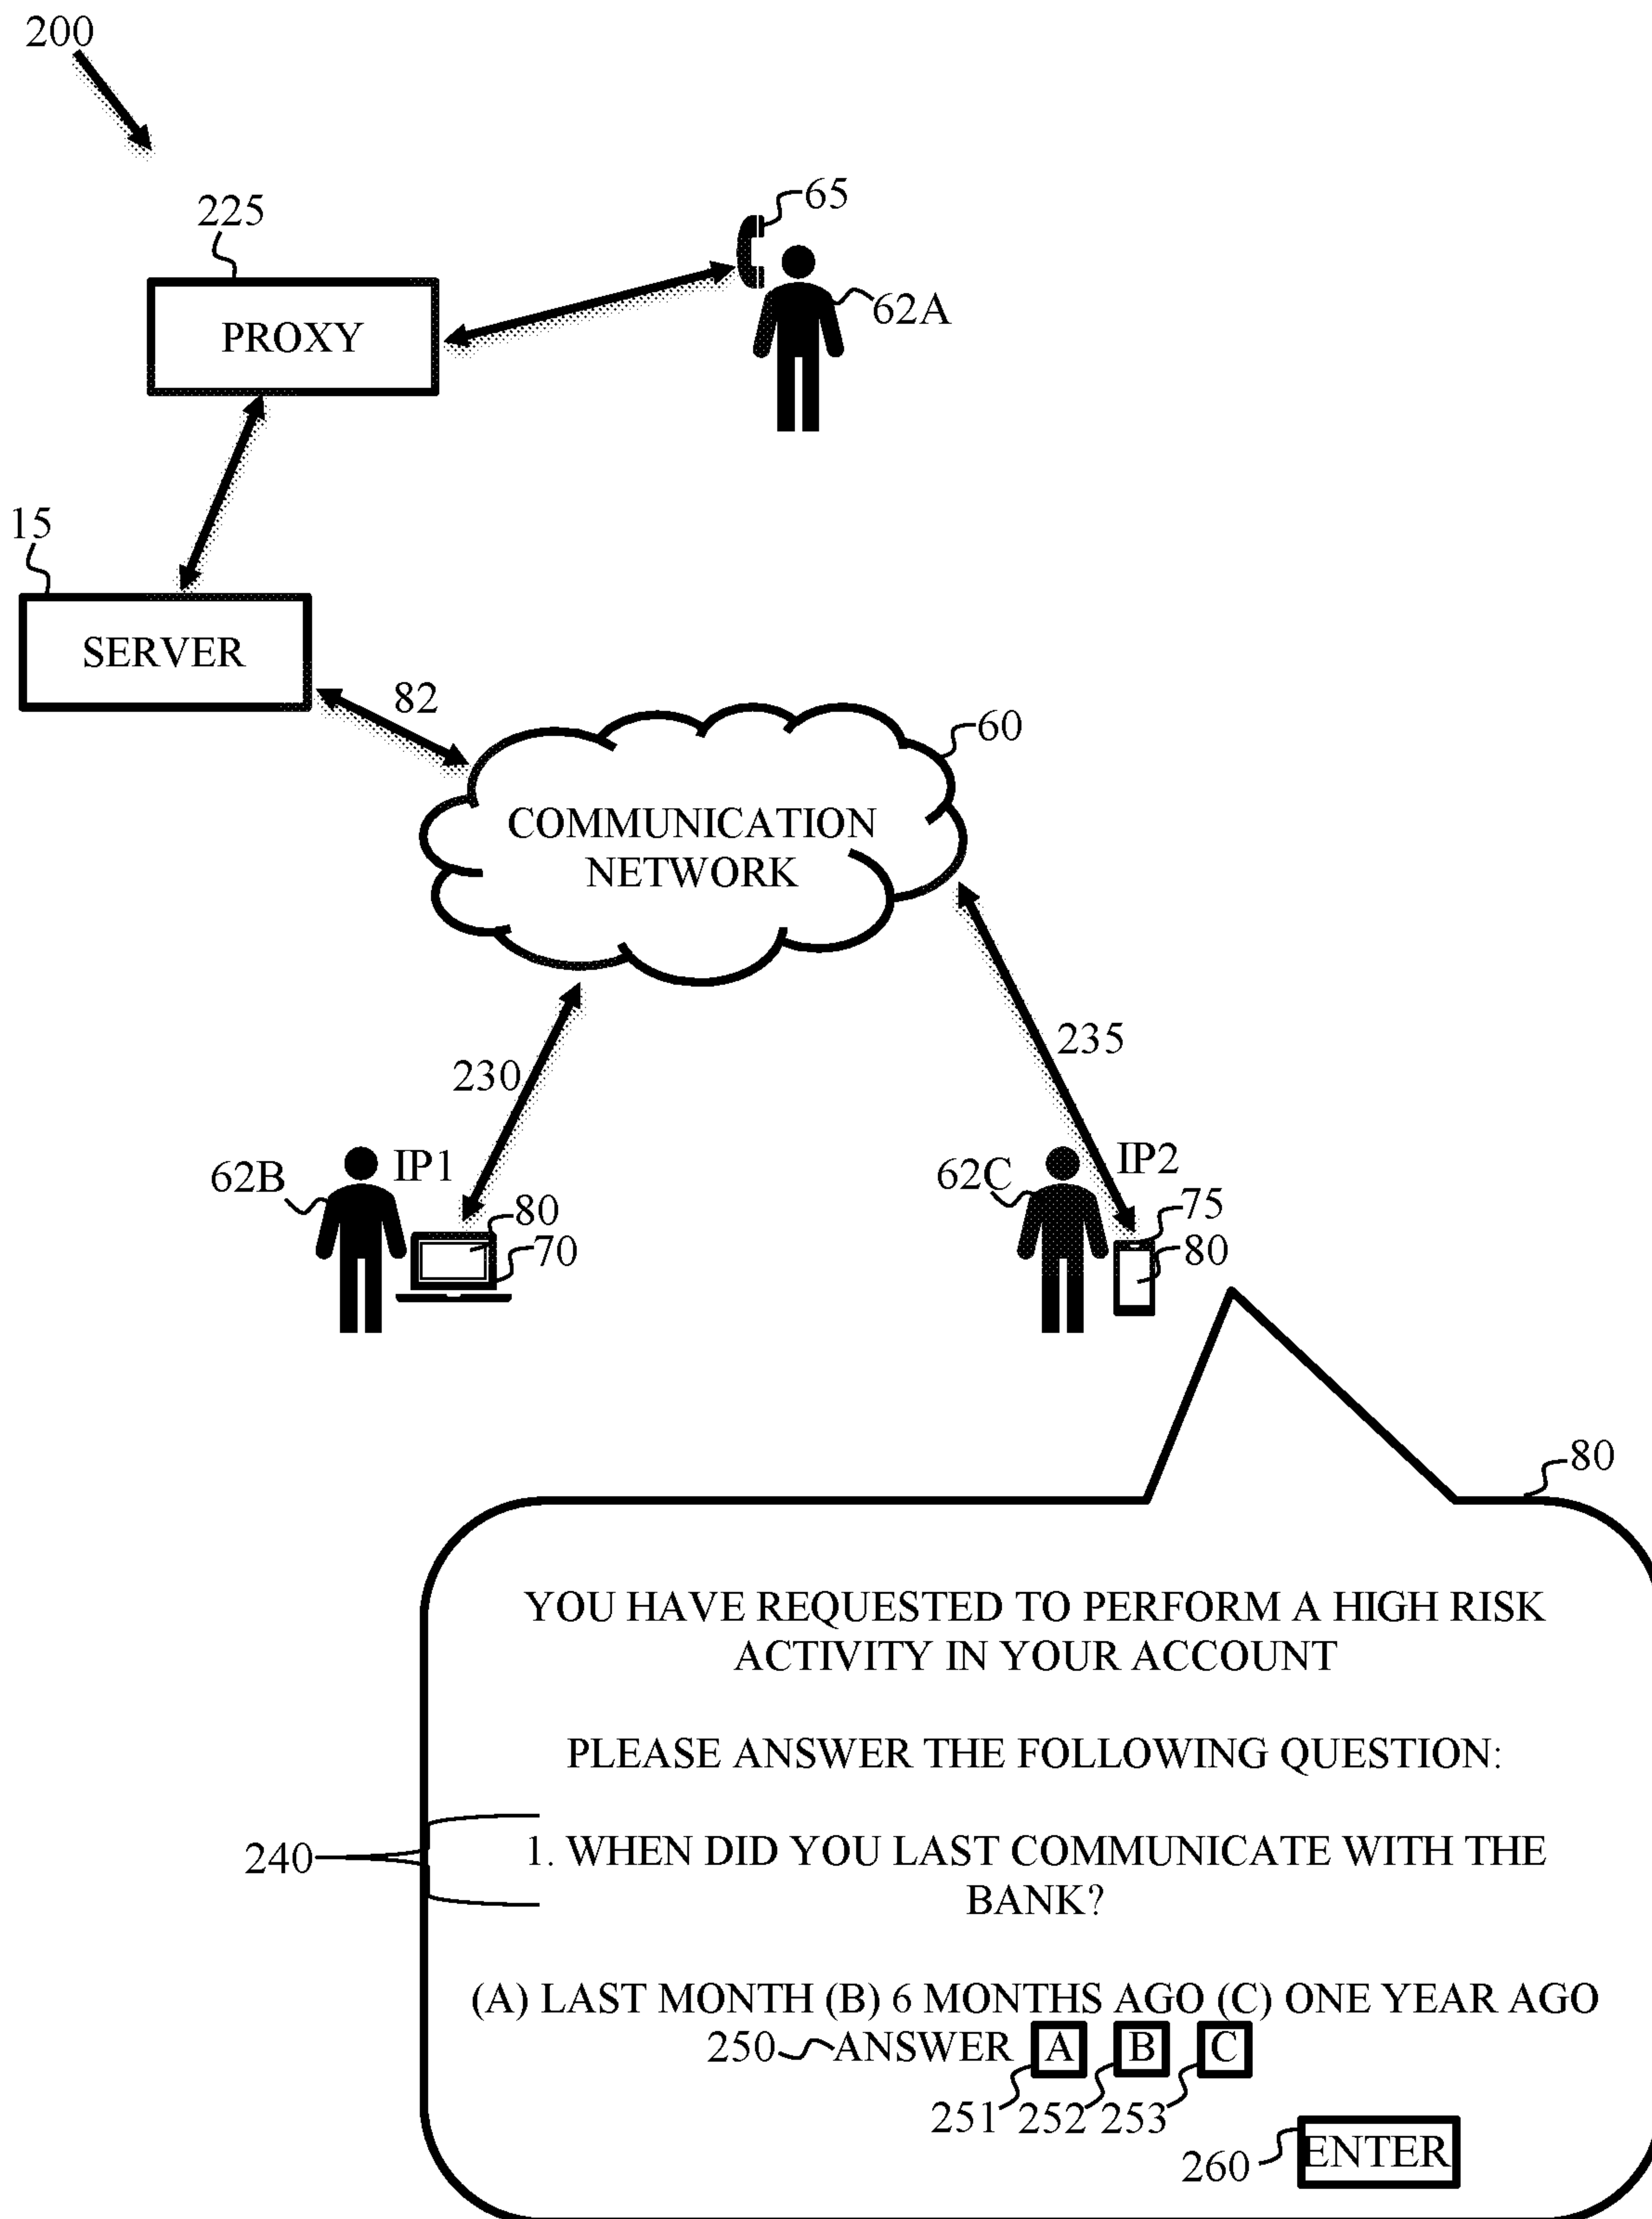 200
225
65
PROXY
62A
15
SERVER
82
60
COMMUNICATION
NETWORK
230
235
62B
IP1
80
70
62C
IP2
75
80
80
YOU HAVE REQUESTED TO PERFORM A HIGH RISK
ACTIVITY IN YOUR ACCOUNT
PLEASE ANSWER THE FOLLOWING QUESTION:
240
1. WHEN DID YOU LAST COMMUNICATE WITH THE
BANK?
(A) LAST MONTH (B) 6 MONTHS AGO (C) ONE YEAR AGO
250 ANSWER A B C
251 252 253
260 ENTER